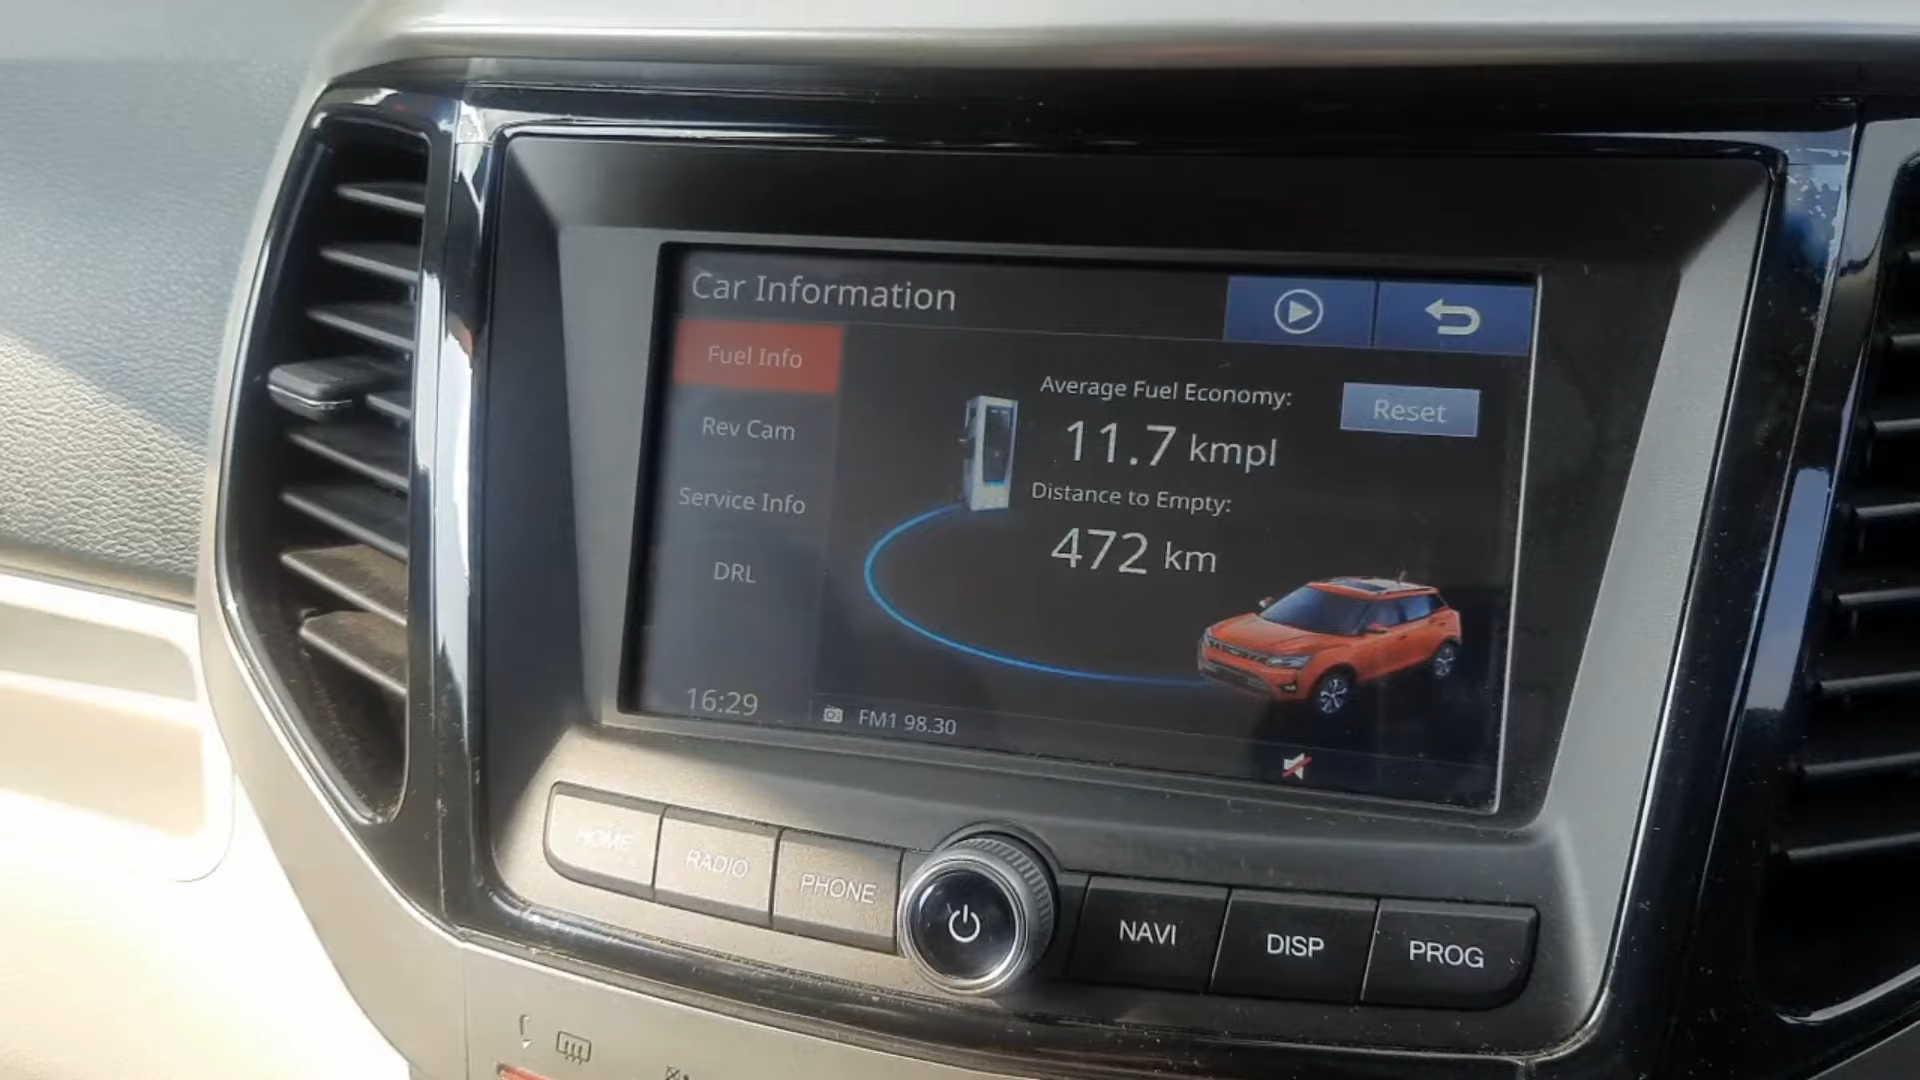 Car Information
Fuel Info
Rev Cam
Service Info
DRL
Average Fuel Economy:
11.7 kmpl
Reset
Distance to Empty:
472 km
16:29
FM1 98.30
HOME
RADIO
PHONE
NAVI
DISP
PROG